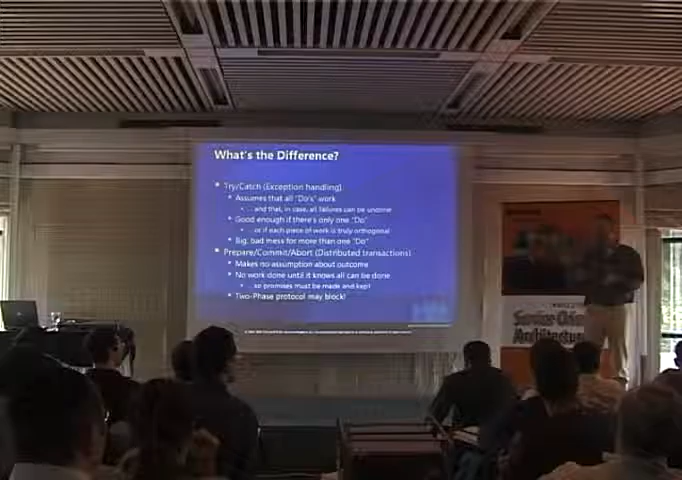 What's the Difference?
Try/Catch (Exception handling)
Assumes that all "Do's" work
... and that, in case, all failures can be undone
Good enough if there's only one "Do"
... or if each piece of work is truly orthogonal
Big, bad mess for more than one "Do"
Prepare/Commit/Abort (Distributed transactions)
Makes no assumption about outcome
No work done until it knows all can be done
... so promises must be made and kept!
Two-Phase protocol may block!
Architecture